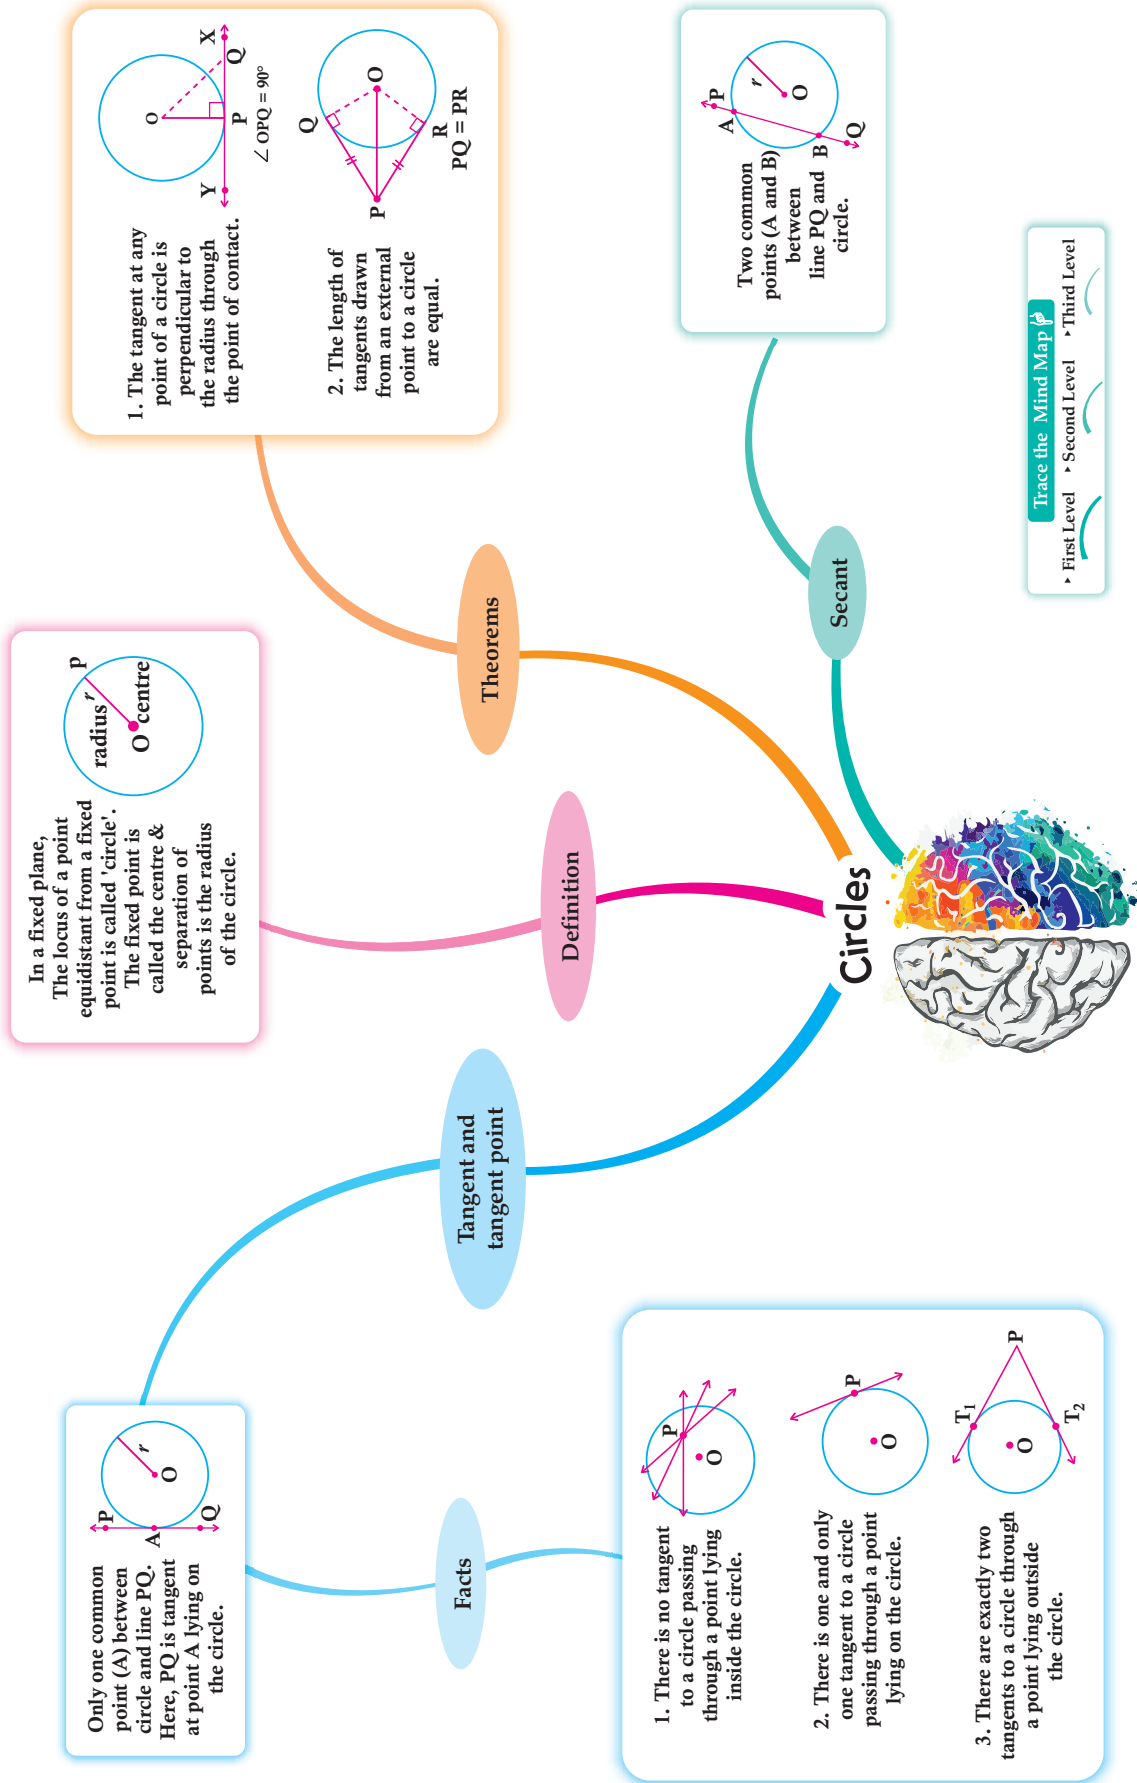 Circles
Tangent and
tangent point
Only one common
point (A) between
circle and line PQ.
Here, PQ is tangent
at point A lying on
the circle.
P
A
Q
r
O
Facts
1. There is no tangent
to a circle passing
through a point lying
inside the circle.
P
O
2. There is one and only
one tangent to a circle
passing through a point
lying on the circle.
P
O
3. There are exactly two
tangents to a circle through
a point lying outside
the circle.
T1
O
P
T2
Definition
In a fixed plane,
The locus of a point
equidistant from a fixed
point is called 'circle'.
The fixed point is
called the centre &
separation of
points is the radius
of the circle.
radius
r
p
O
centre
Theorems
1. The tangent at any
point of a circle is
perpendicular to
the radius through
the point of contact.
O
Y
P
Q
X
∠ OPQ = 90°
2. The length of
tangents drawn
from an external
point to a circle
are equal.
Q
P
O
R
PQ = PR
Secant
Two common
points (A and B)
between
line PQ and
circle.
P
A
r
O
B
Q
Trace the Mind Map
▸ First Level ▸ Second Level ▸ Third Level